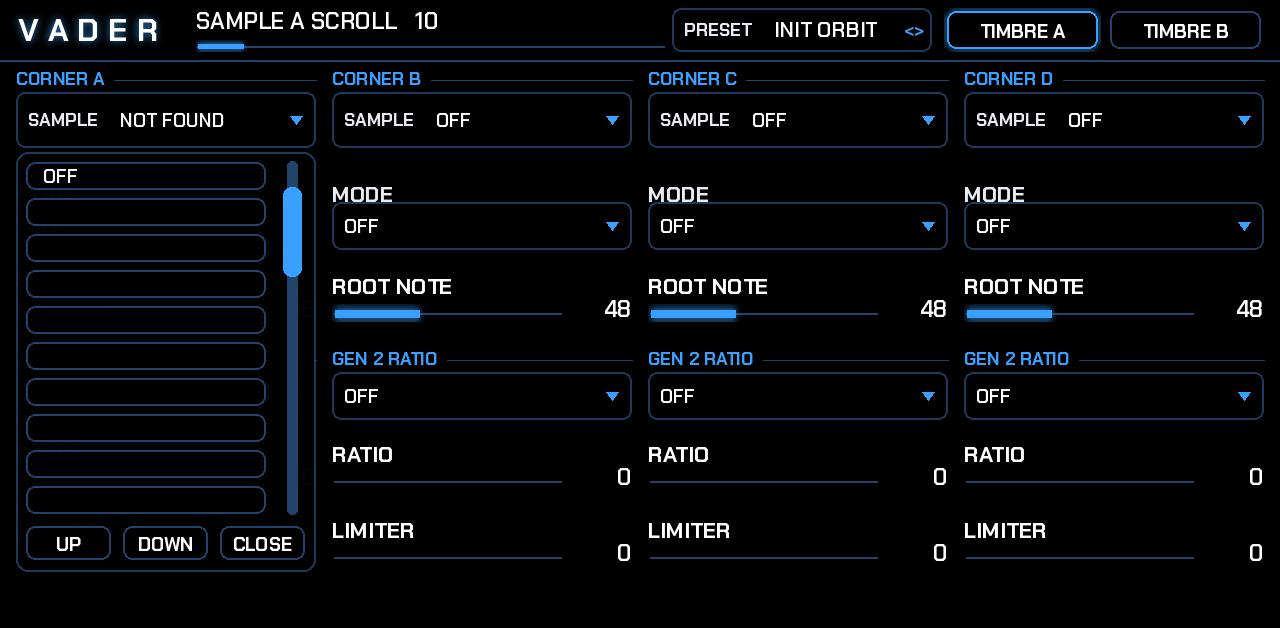 VADER
SAMPLE A SCROLL 10
PRESET INIT ORBIT <>
TIMBRE A
TIMBRE B
CORNER A
CORNER B
CORNER C
CORNER D
SAMPLE NOT FOUND
SAMPLE OFF
SAMPLE OFF
SAMPLE OFF
OFF
MODE
MODE
MODE
OFF
OFF
OFF
ROOT NOTE
ROOT NOTE
ROOT NOTE
48
48
48
GEN 2 RATIO
GEN 2 RATIO
GEN 2 RATIO
OFF
OFF
OFF
RATIO
RATIO
RATIO
0
0
0
LIMITER
LIMITER
LIMITER
UP
DOWN
CLOSE
0
0
0